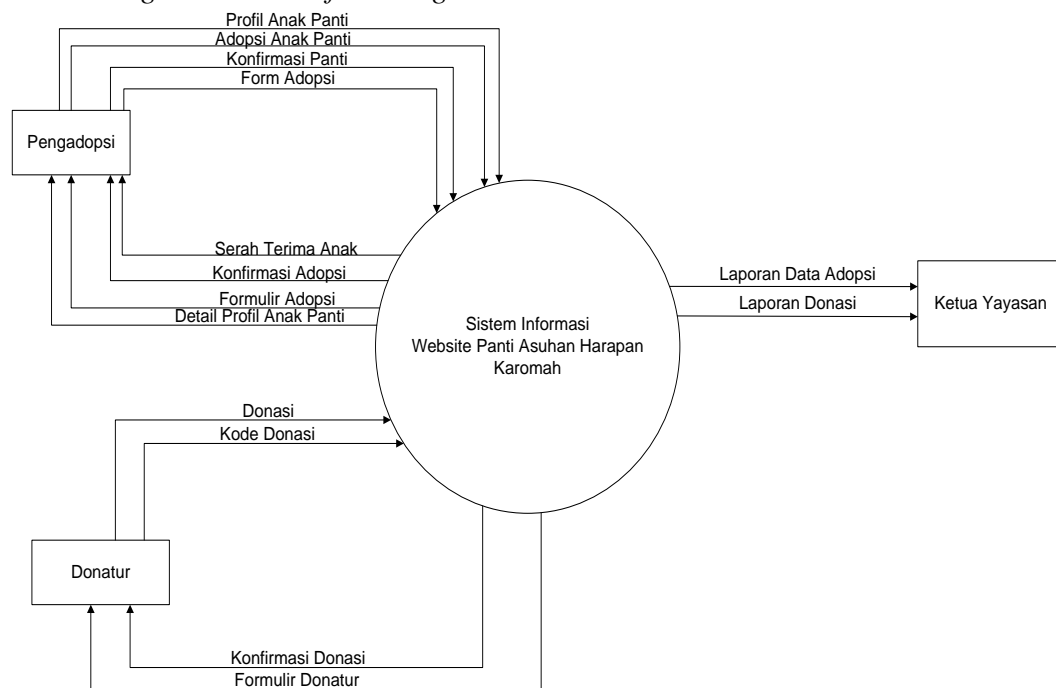 Profil Anak Panti
Adopsi Anak Panti
Konfirmasi Panti
Form Adopsi
Pengadopsi
Serah Terima Anak
Konfirmasi Adopsi
Formulir Adopsi
Detail Profil Anak Panti
Sistem Informasi
Website Panti Asuhan Harapan
Karomah
Laporan Data Adopsi
Laporan Donasi
Ketua Yayasan
Donasi
Kode Donasi
Donatur
Konfirmasi Donasi
Formulir Donatur